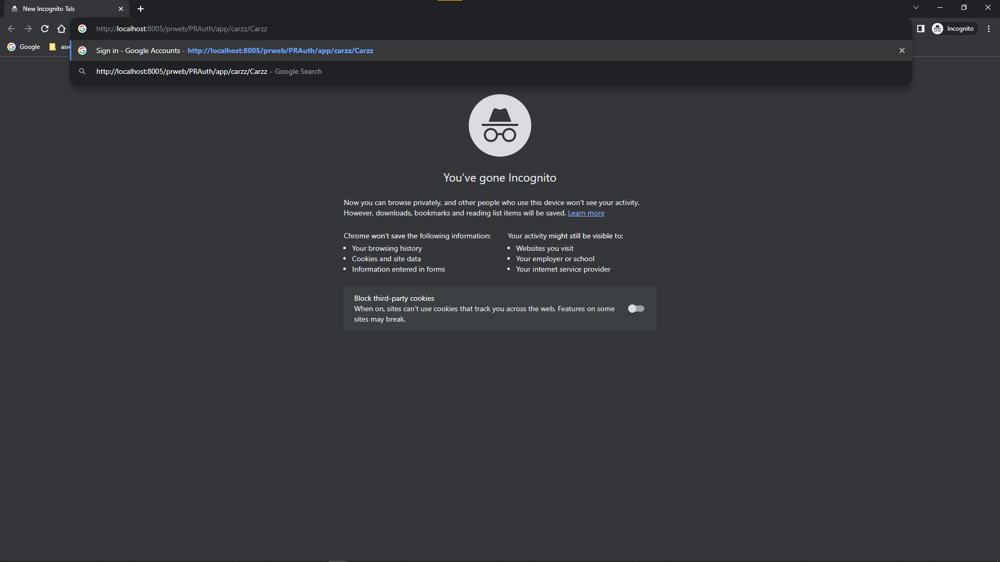 New Incognito Tab
http://localhost:8005/prweb/PRAuth/app/carzz/Carzz
Incognito
Google
Sign in - Google Accounts - http://localhost:8005/prweb/PRAuth/app/carzz/Carzz
http://localhost:8005/prweb/PRAuth/app/carzz/Carzz - Google Search
You’ve gone Incognito
Now you can browse privately, and other people who use this device won’t see your activity.
However, downloads, bookmarks and reading list items will be saved. Learn more
Chrome won’t save the following information:
Your browsing history
Cookies and site data
Information entered in forms
Your activity might still be visible to:
Websites you visit
Your employer or school
Your internet service provider
Block third-party cookies
When on, sites can't use cookies that track you across the web. Features on some
sites may break.